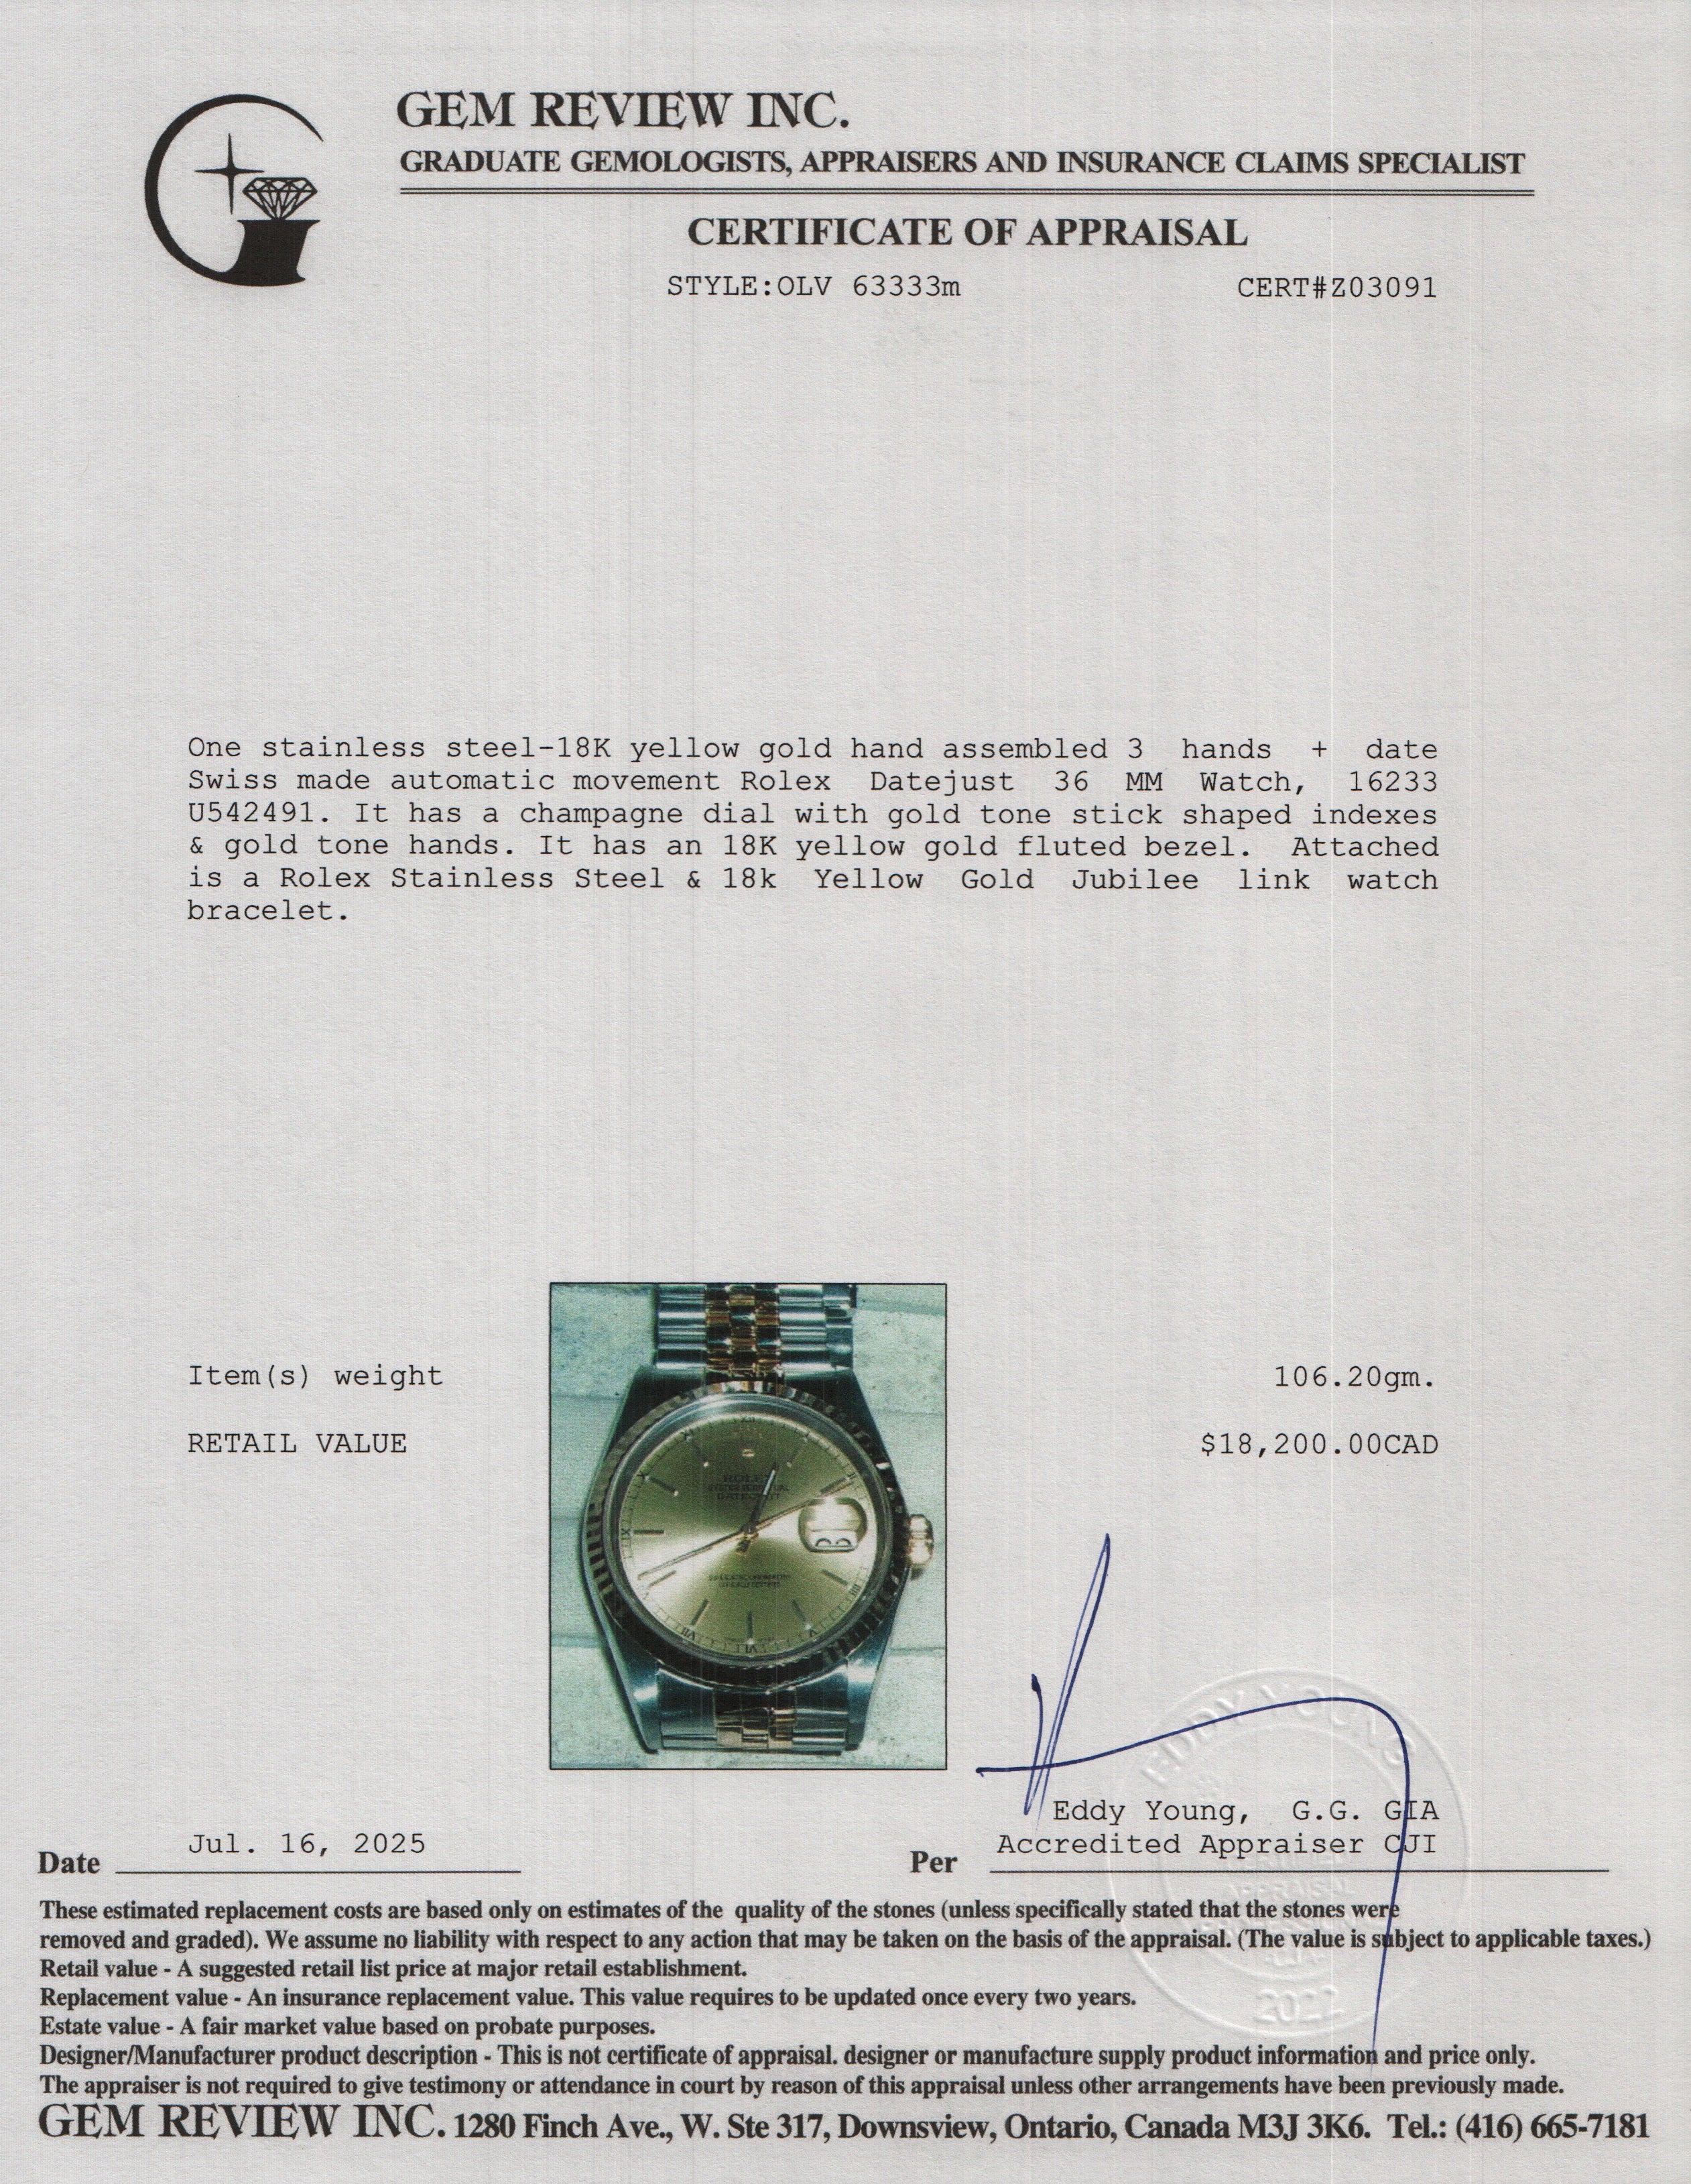 GEM REVIEW INC.
GRADUATE GEMOLOGISTS, APPRAISERS AND INSURANCE CLAIMS SPECIALIST
CERTIFICATE OF APPRAISAL
STYLE:OLV 63333m CERT#Z03091
One stainless steel-18K yellow gold hand assembled 3 hands + date
Swiss made automatic movement Rolex Datejust 36 MM Watch, 16233
U542491. It has a champagne dial with gold tone stick shaped indexes
& gold tone hands. It has an 18K yellow gold fluted bezel. Attached
is a Rolex Stainless Steel & 18k Yellow Gold Jubilee link watch
bracelet.
Item(s) weight 106.20gm.
RETAIL VALUE $18,200.00CAD
ROLEX
EDDY YOUNG
Eddy Young, G.G. GIA
Jul. 16, 2025 Accredited Appraiser CJI
Date Per
APPRAISAL
2022
These estimated replacement costs are based only on estimates of the quality of the stones (unless specifically stated that the stones were
removed and graded). We assume no liability with respect to any action that may be taken on the basis of the appraisal. (The value is subject to applicable taxes.)
Retail value - A suggested retail list price at major retail establishment.
Replacement value - An insurance replacement value. This value requires to be updated once every two years.
Estate value - A fair market value based on probate purposes.
Designer/Manufacturer product description - This is not certificate of appraisal. designer or manufacture supply product information and price only.
The appraiser is not required to give testimony or attendance in court by reason of this appraisal unless other arrangements have been previously made.
GEM REVIEW INC. 1280 Finch Ave., W. Ste 317, Downsview, Ontario, Canada M3J 3K6. Tel.: (416) 665-7181